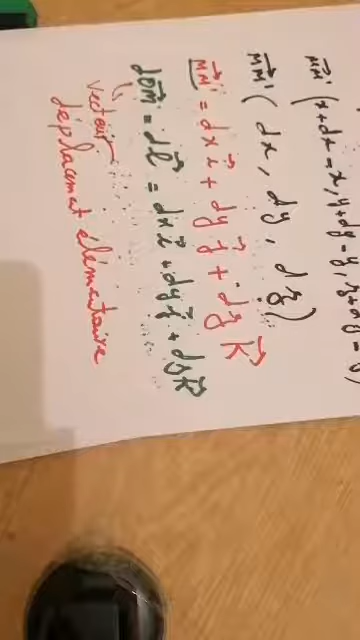 MM⃗' (x+dx-x, y+dy-y, z+dz-
MM⃗' (dx, dy, dz)
MM⃗' = dx i⃗ + dy j⃗ + dz k⃗
dOM⃗ = dl⃗ = dx i⃗ + dy j⃗ + dz k⃗
vecteur
déplacement élémentaire